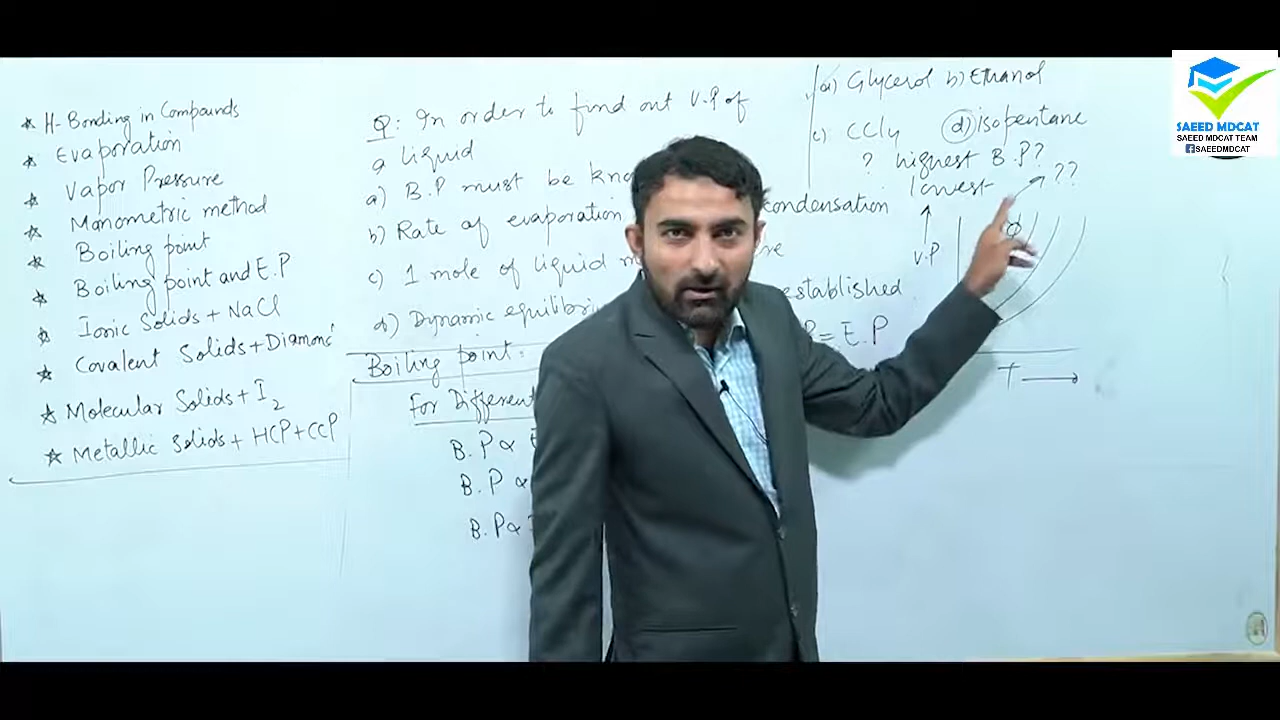 ★ H-Bonding in Compounds
★ Evaporation
★ Vapor Pressure
★ Manometric method
★ Boiling point
★ Boiling point and E.P
★ Ionic Solids + NaCl
★ Covalent Solids + Diamond
★ Molecular Solids + I₂
★ Metallic Solids + HCP + CCP
Q: In order to find out V.P of
a liquid
a) B.P must be
b) Rate of evaporation condensation
c) 1 mole of liquid
d) Dynamic established
= E.P
Boiling point:
For Different
B.P ∝
B.P ∝
B.P ∝
a) Glycerol b) Ethanol
c) CCl4 d) isopentane
? highest B.P?
lowest ??
V.P
T
SAEED MDCAT
SAEED MDCAT TEAM
f SAEEDMDCAT